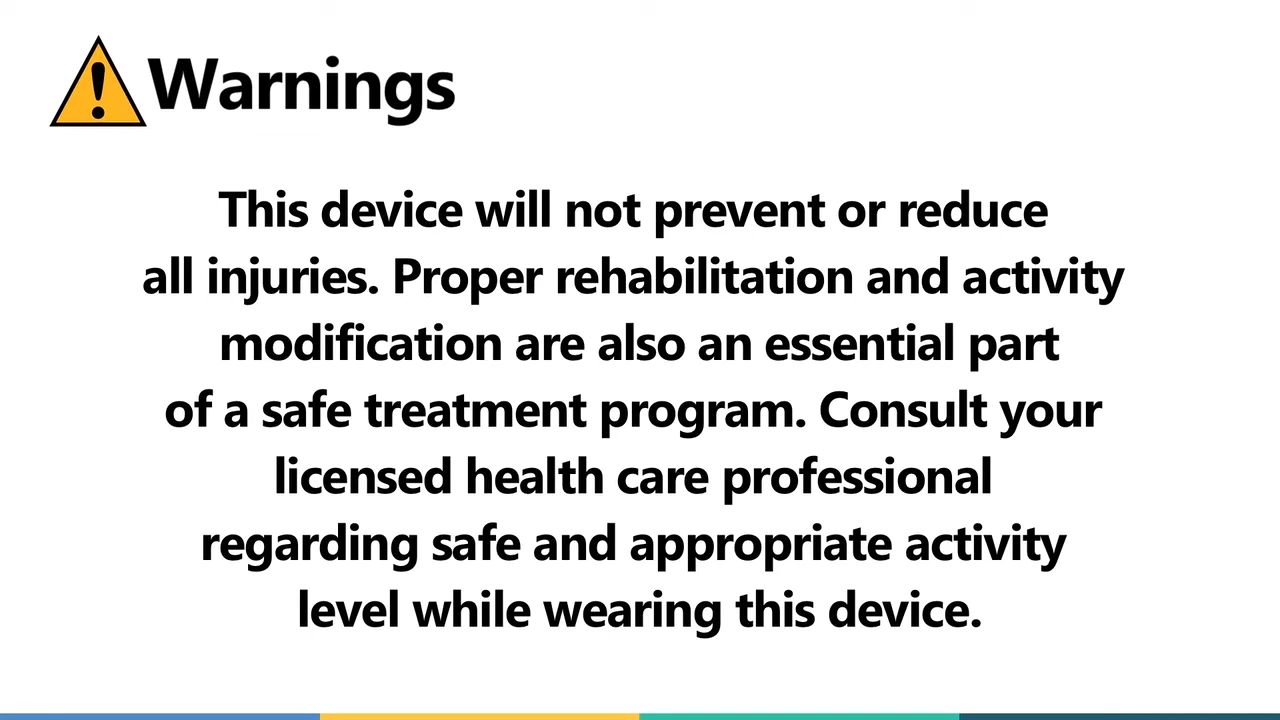 Warnings
This device will not prevent or reduce
all injuries. Proper rehabilitation and activity
modification are also an essential part
of a safe treatment program. Consult your
licensed health care professional
regarding safe and appropriate activity
level while wearing this device.